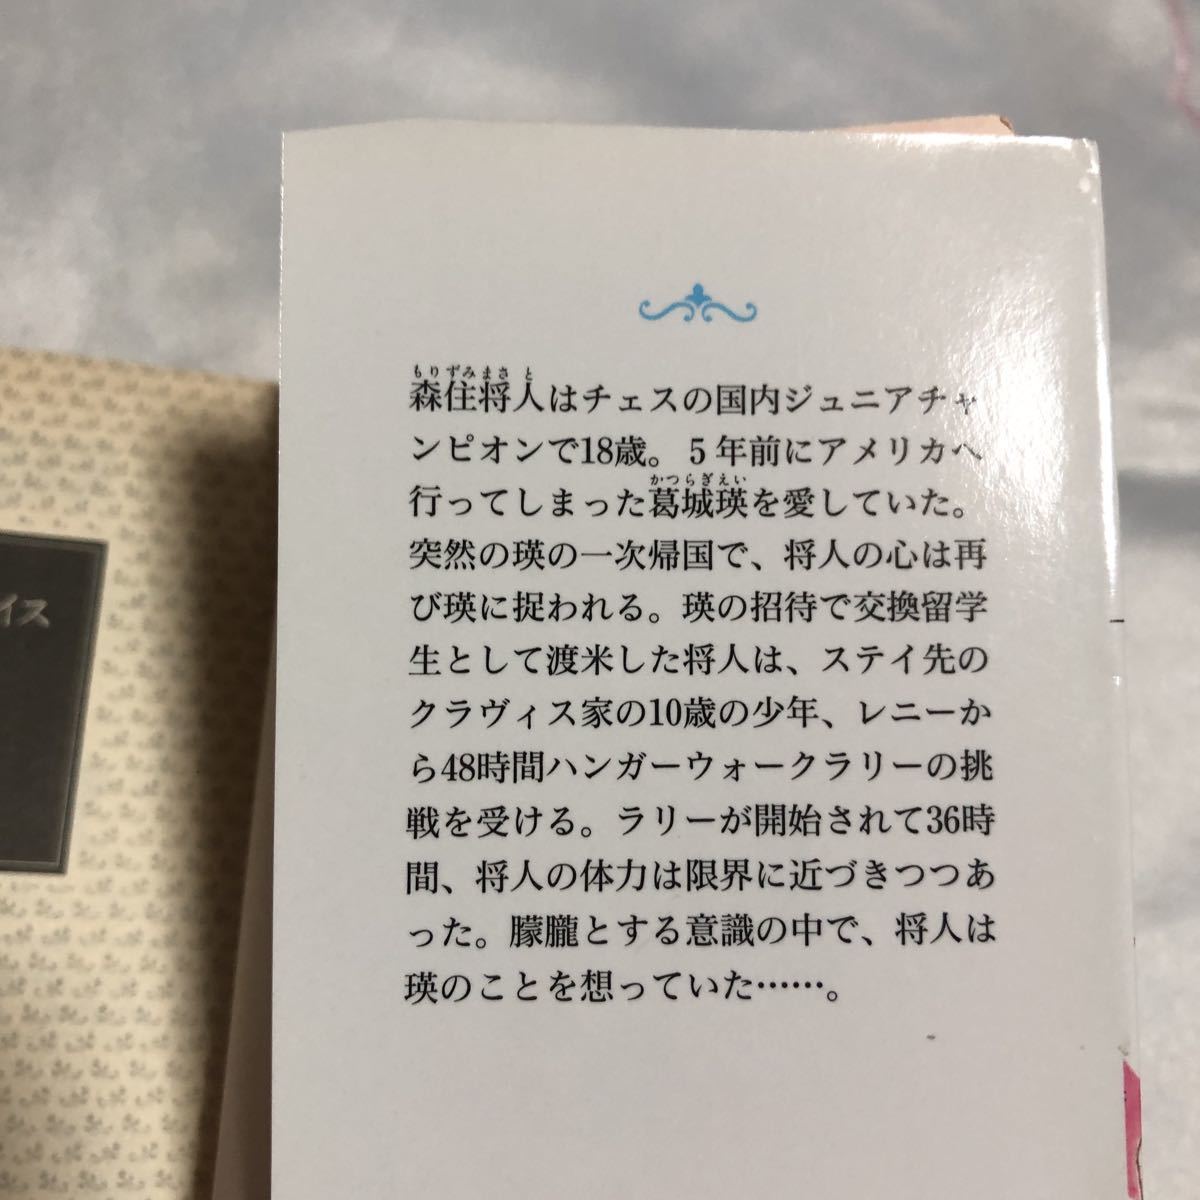 もりずみまさと
森住将人はチェスの国内ジュニアチャ
ンピオンで18歳。5年前にアメリカへ
かつらぎえい
行ってしまった葛城瑛を愛していた。
突然の瑛の一次帰国で、将人の心は再
び瑛に捉われる。瑛の招待で交換留学
生として渡米した将人は、ステイ先の
クラヴィス家の10歳の少年、レニーか
ら48時間ハンガーウォークラリーの挑
戦を受ける。ラリーが開始されて36時
間、将人の体力は限界に近づきつつあ
った。朦朧とする意識の中で、将人は
瑛のことを想っていた……。
イス